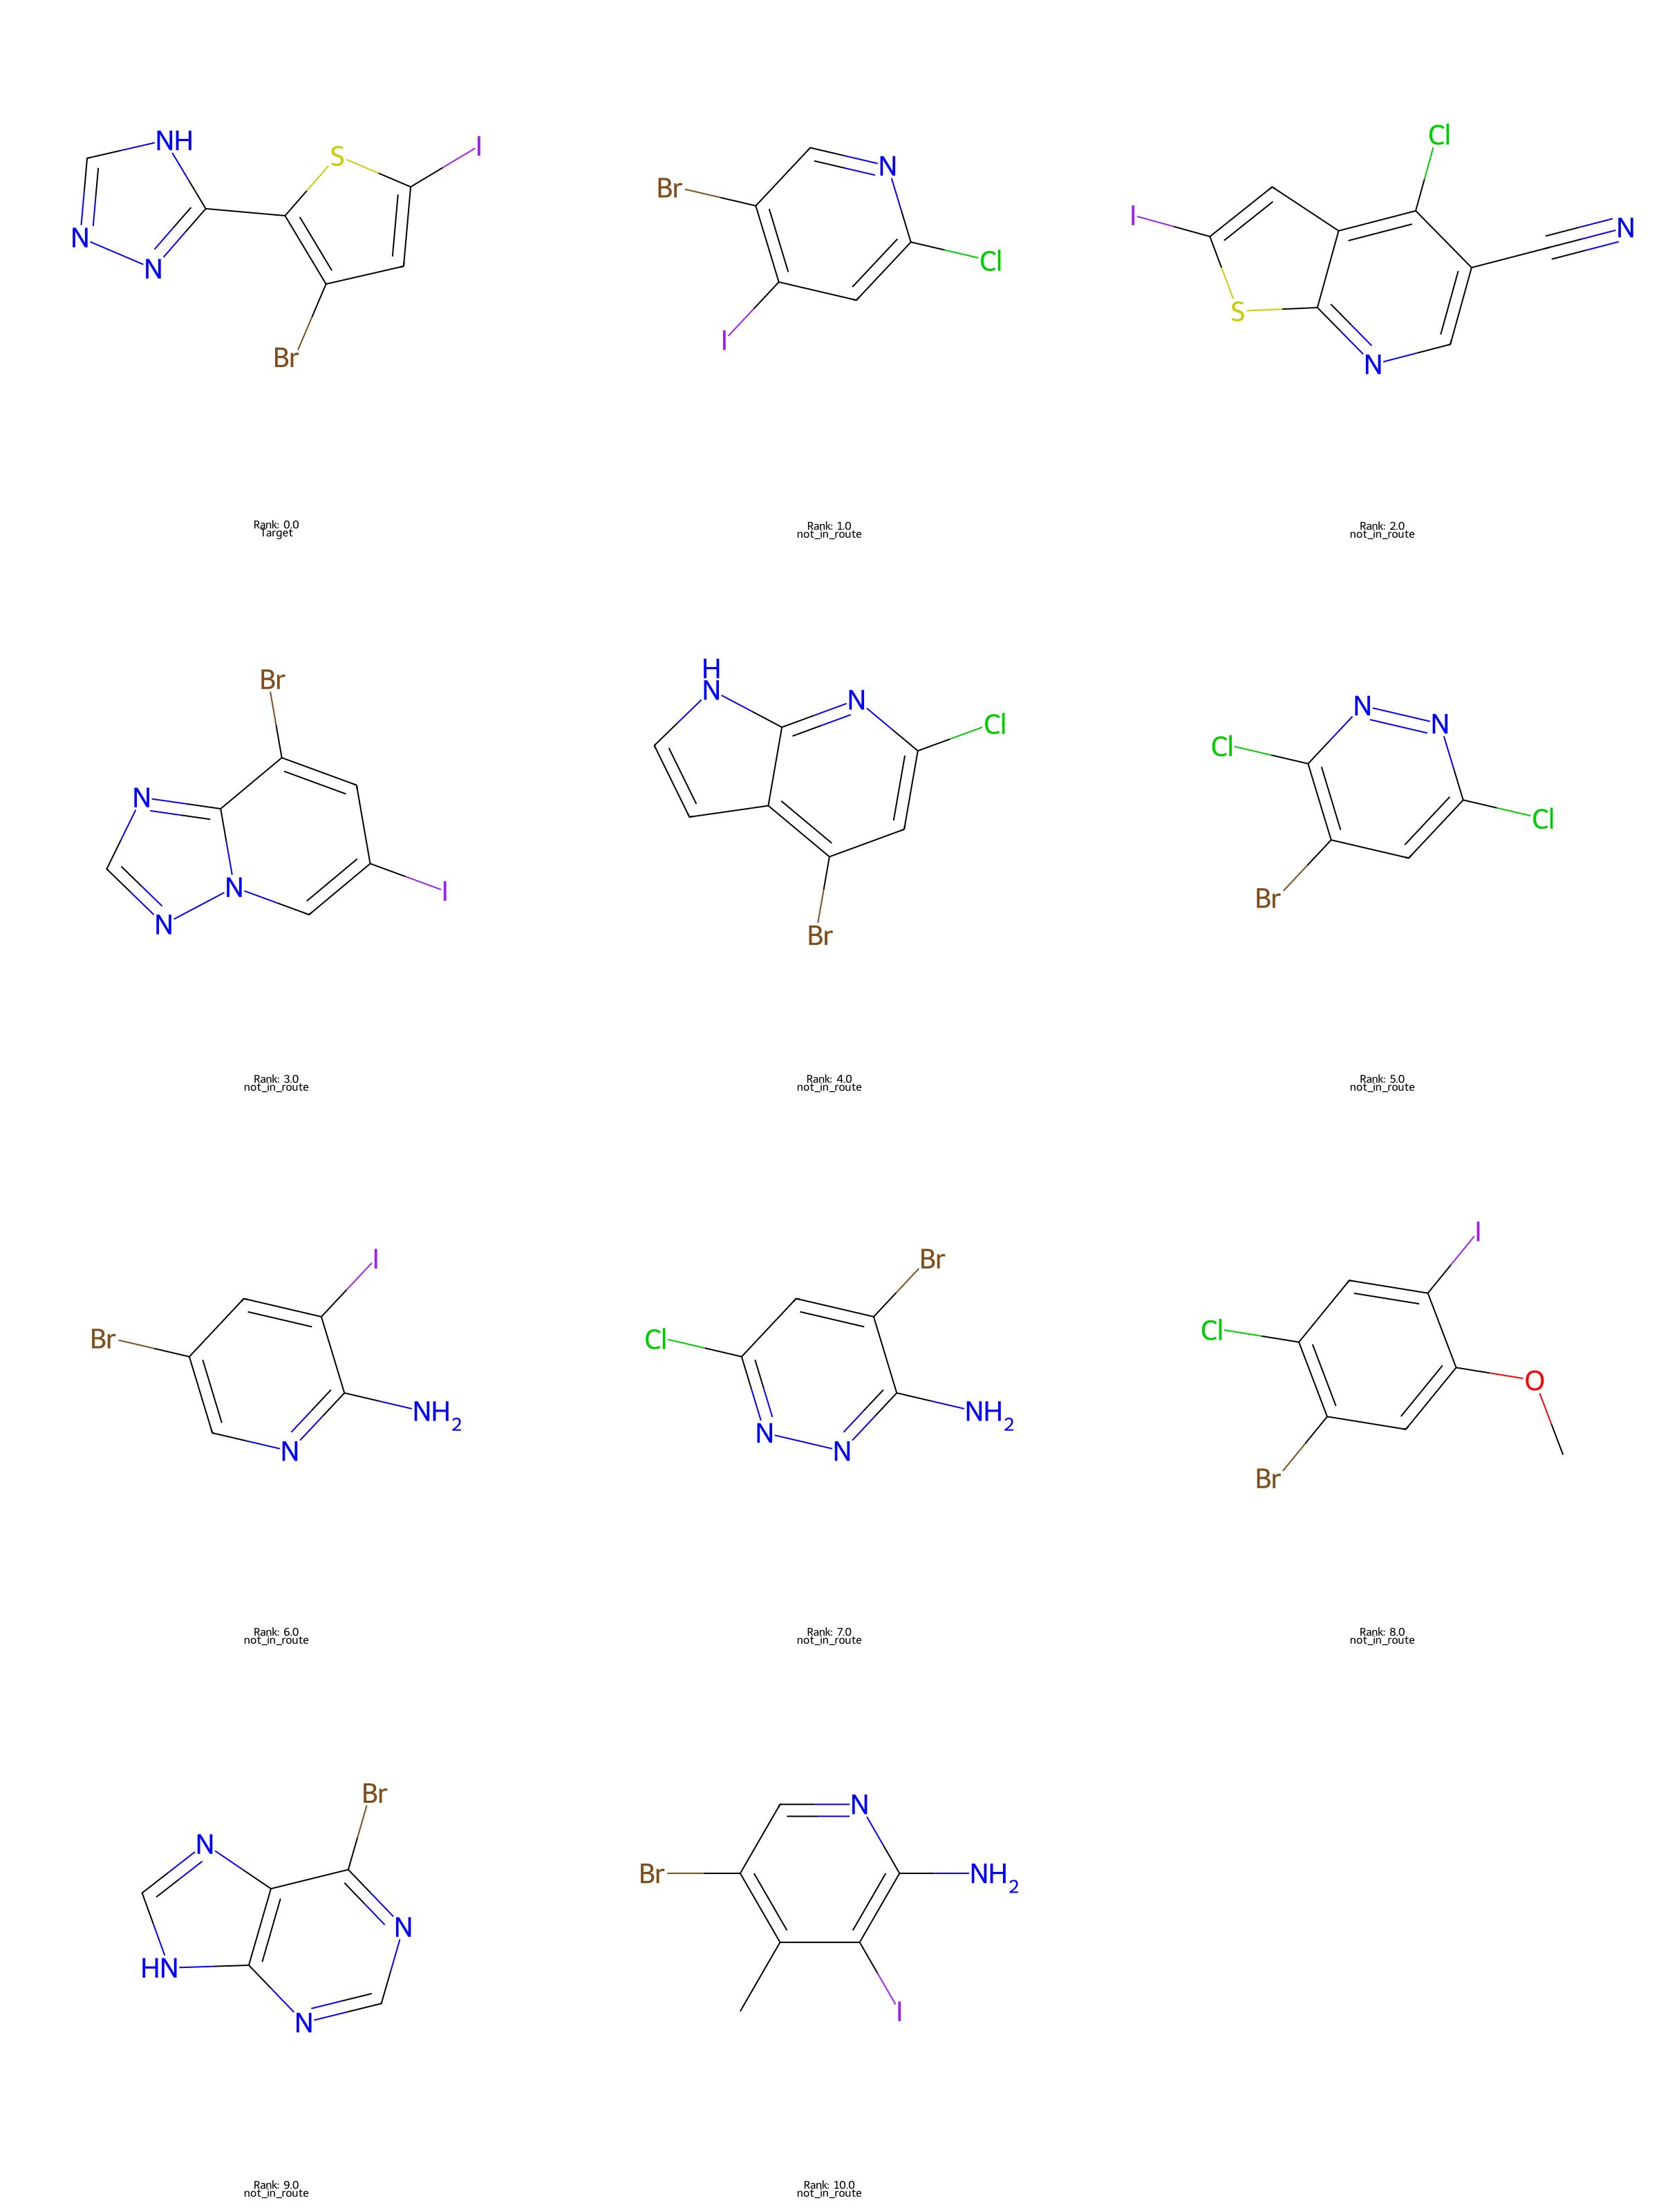 NH
S
I
N
N
Br
Rank: 0.0
Target
Br
N
Cl
I
Rank: 1.0
not_in_route
Cl
I
N
S
N
Rank: 2.0
not_in_route
Br
N
N
N
I
Rank: 3.0
not_in_route
H
N
N
Cl
Br
Rank: 4.0
not_in_route
N
N
Cl
Cl
Br
Rank: 5.0
not_in_route
I
Br
NH2
N
Rank: 6.0
not_in_route
Br
Cl
NH2
N
N
Rank: 7.0
not_in_route
I
Cl
O
Br
Rank: 8.0
not_in_route
Br
N
N
HN
N
Rank: 9.0
not_in_route
N
Br
NH2
I
Rank: 10.0
not_in_route